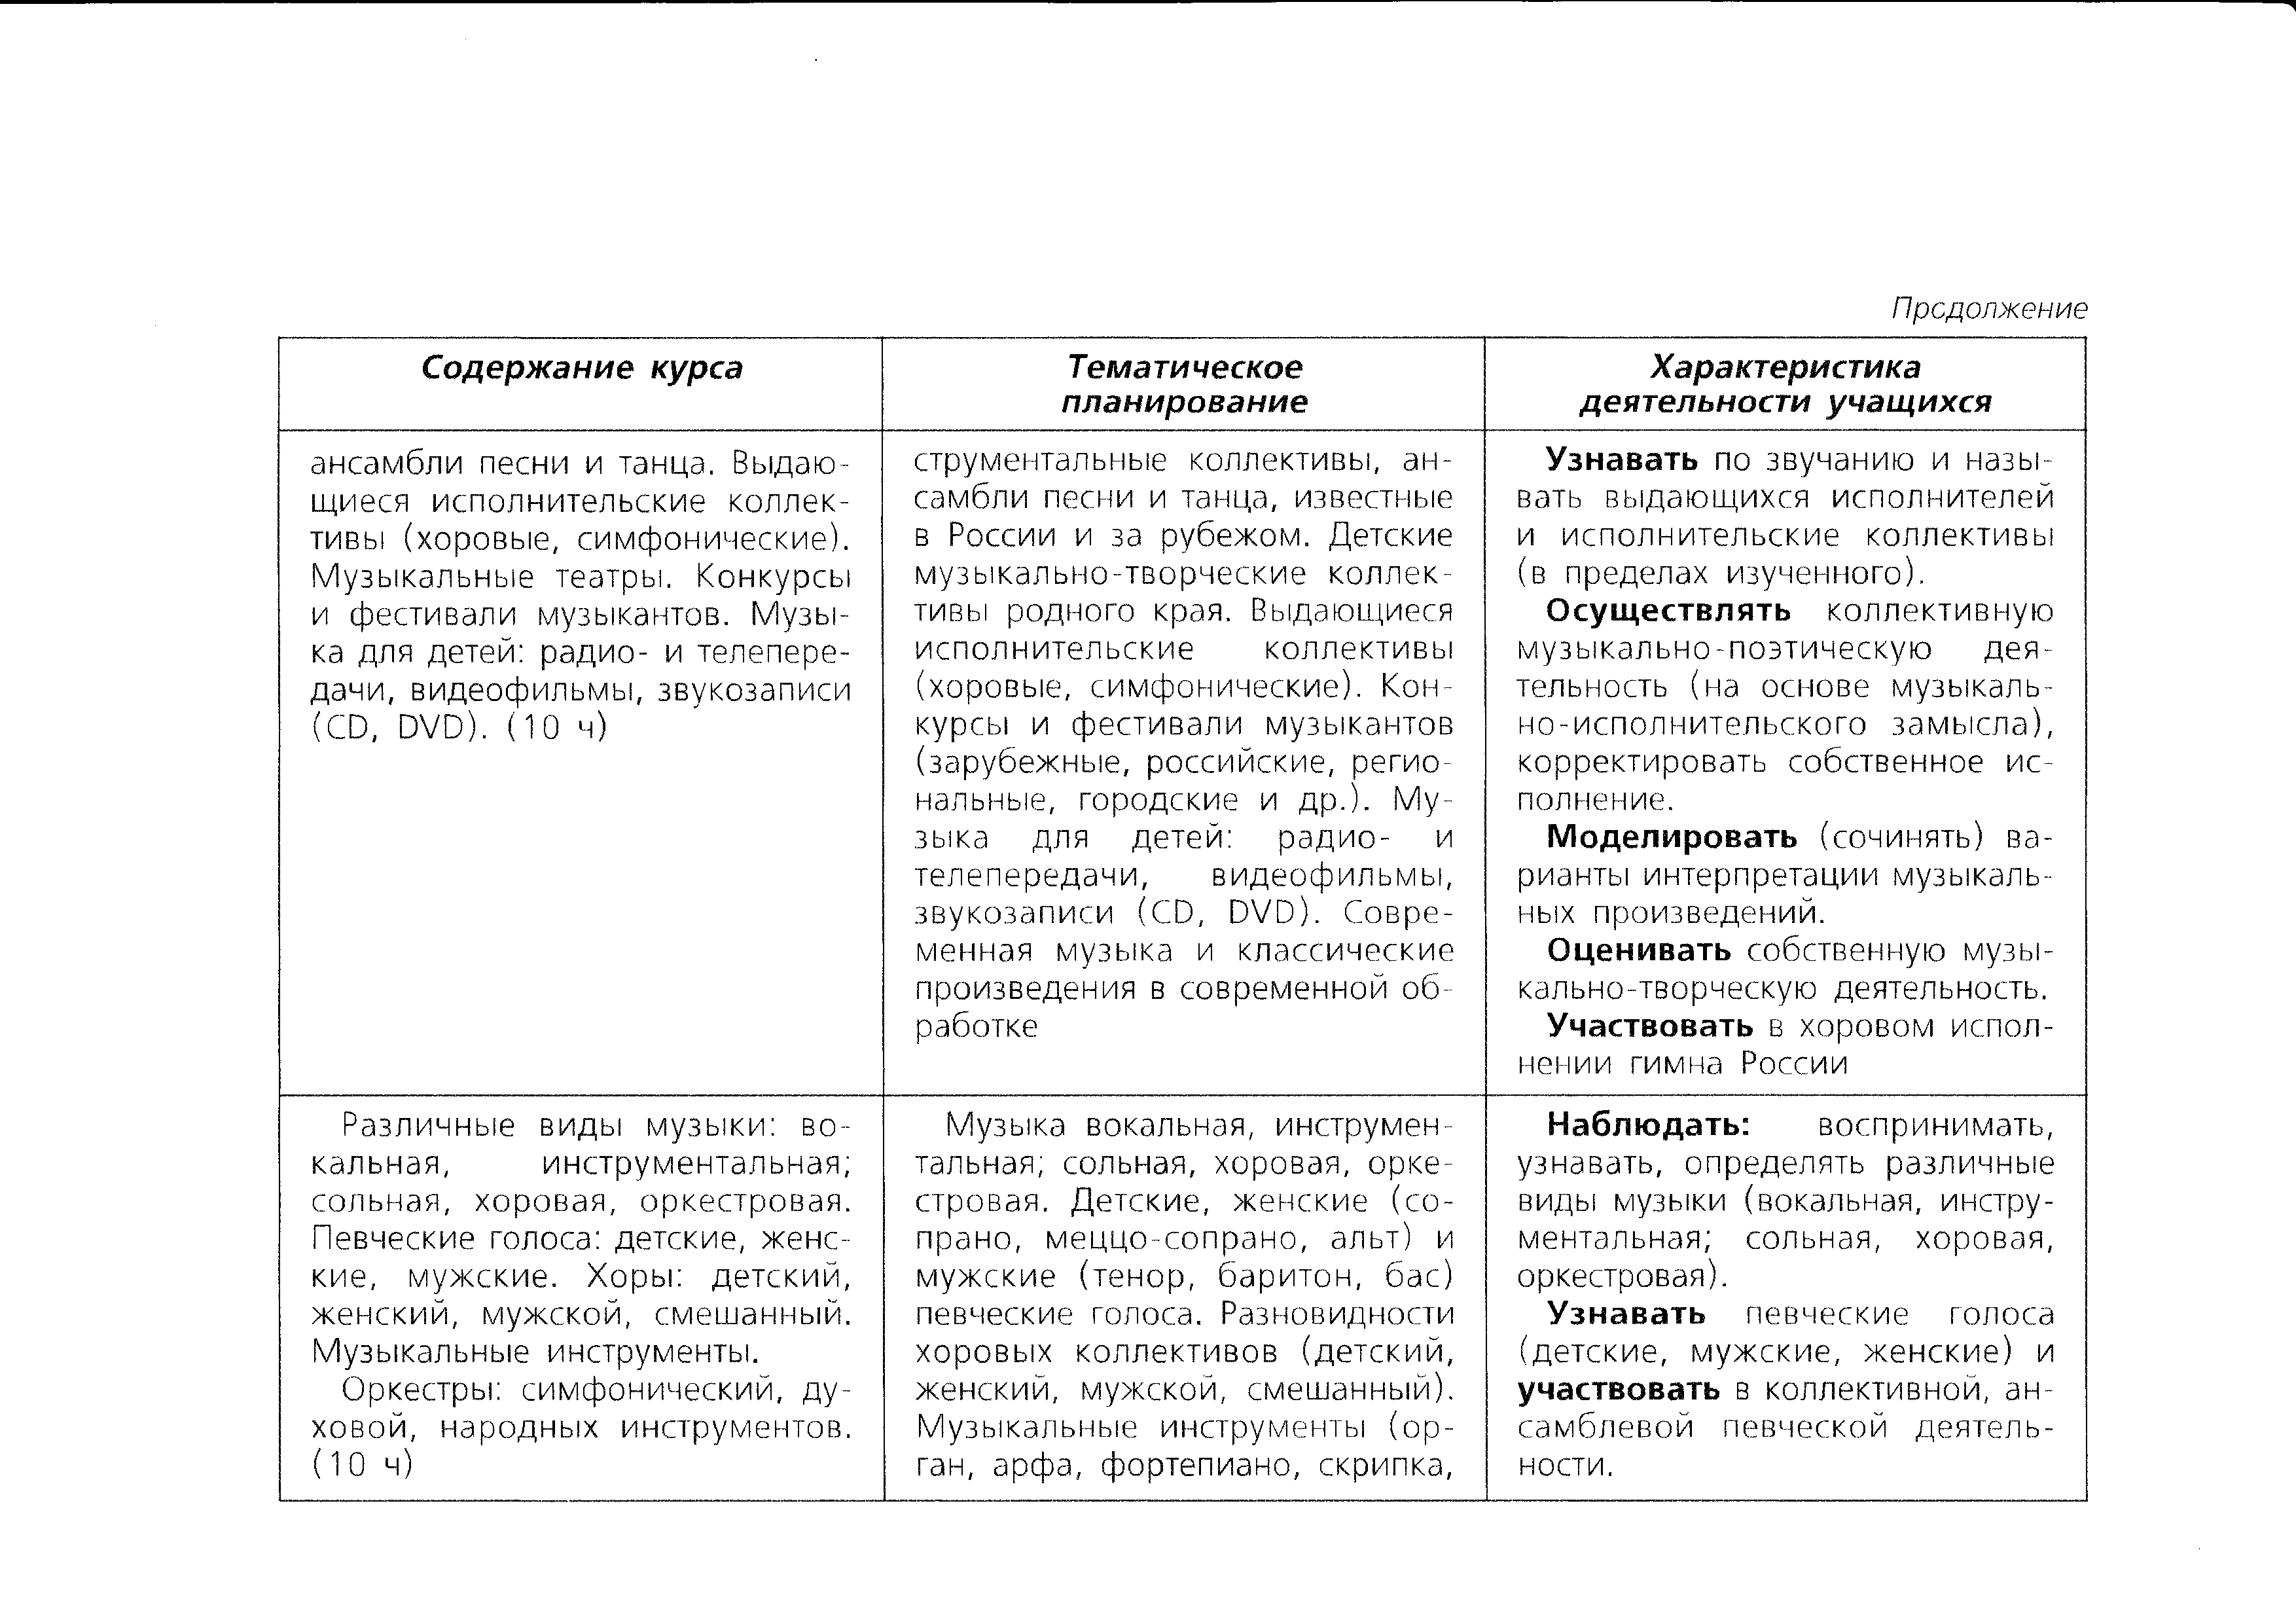 Продолжение
Содержание курса
Тематическое
планирование
Характеристика
деятельности учащихся
ансамбли песни и танца. Выдаю-
щиеся исполнительские коллек-
тивы (хоровые, симфонические).
Музыкальные театры. Конкурсы
и фестивали музыкантов. Музы-
ка для детей: радио- и телепере-
дачи, видеофильмы, звукозаписи
(CD, DVD). (10 ч)
струментальные коллективы, ан-
самбли песни и танца, известные
в России и за рубежом. Детские
музыкально-творческие коллек-
тивы родного края. Выдающиеся
исполнительские коллективы
(хоровые, симфонические). Кон-
курсы и фестивали музыкантов
(зарубежные, российские, регио-
нальные, городские и др.). Му-
зыка для детей: радио- и
телепередачи, видеофильмы,
звукозаписи (CD, DVD). Совре-
менная музыка и классические
произведения в современной об-
работке
Узнавать по звучанию и назы-
вать выдающихся исполнителей
и исполнительские коллективы
(в пределах изученного).
Осуществлять коллективную
музыкально-поэтическую дея-
тельность (на основе музыкаль-
но-исполнительского замысла),
корректировать собственное ис-
полнение.
Моделировать (сочинять) ва-
рианты интерпретации музыкаль-
ных произведений.
Оценивать собственную музы-
кально-творческую деятельность.
Участвовать в хоровом испол-
нении гимна России
Различные виды музыки: во-
кальная, инструментальная;
сольная, хоровая, оркестровая.
Певческие голоса: детские, женс-
кие, мужские. Хоры: детский,
женский, мужской, смешанный.
Музыкальные инструменты.
Оркестры: симфонический, ду-
ховой, народных инструментов.
(10 ч)
Музыка вокальная, инструмен-
тальная; сольная, хоровая, орке-
стровая. Детские, женские (со-
прано, меццо-сопрано, альт) и
мужские (тенор, баритон, бас)
певческие голоса. Разновидности
хоровых коллективов (детский,
женский, мужской, смешанный).
Музыкальные инструменты (ор-
ган, арфа, фортепиано, скрипка,
Наблюдать: воспринимать,
узнавать, определять различные
виды музыки (вокальная, инстру-
ментальная; сольная, хоровая,
оркестровая).
Узнавать певческие голоса
(детские, мужские, женские) и
участвовать в коллективной, ан-
самблевой певческой деятель-
ности.